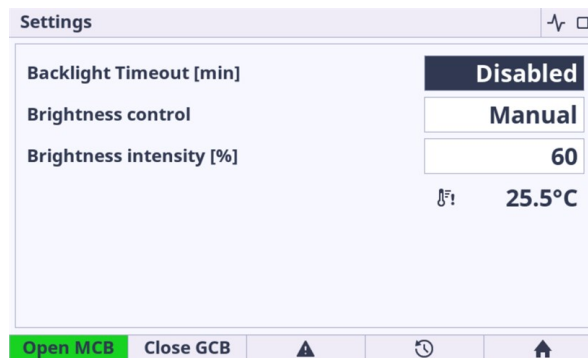 Settings
Backlight Timeout [min] Disabled
Brightness control Manual
Brightness intensity [%] 60
25.5°C
Open MCB Close GCB